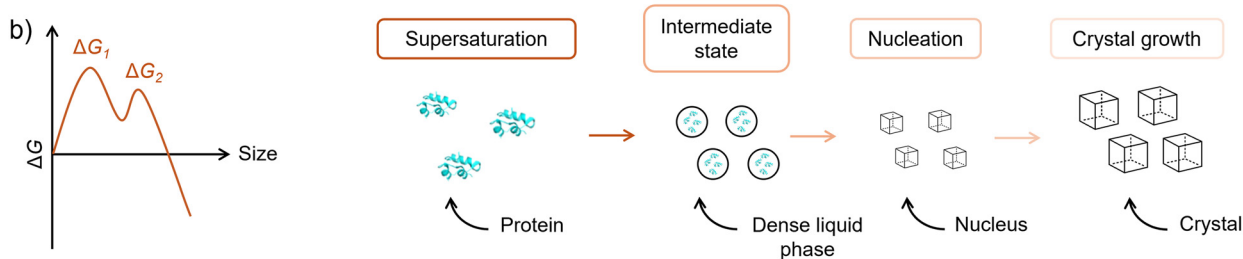 b)
ΔG₁
ΔG₂
ΔG
Size
Supersaturation
Intermediate
state
Nucleation
Crystal growth
Protein
Dense liquid
phase
Nucleus
Crystal